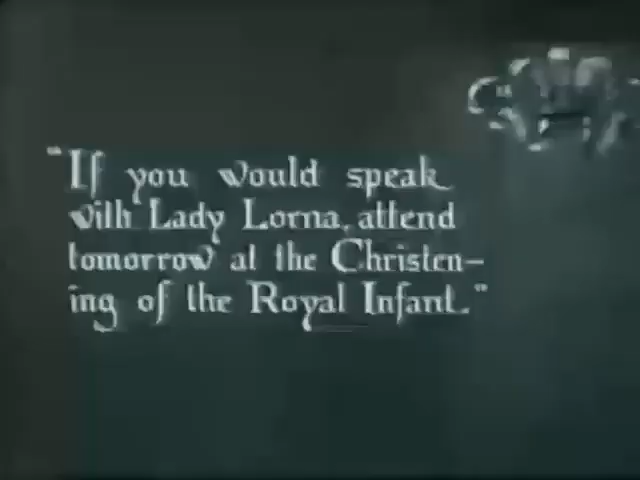 "If you would speak
with Lady Lorna, attend
tomorrow at the Christen-
ing of the Royal Infant."